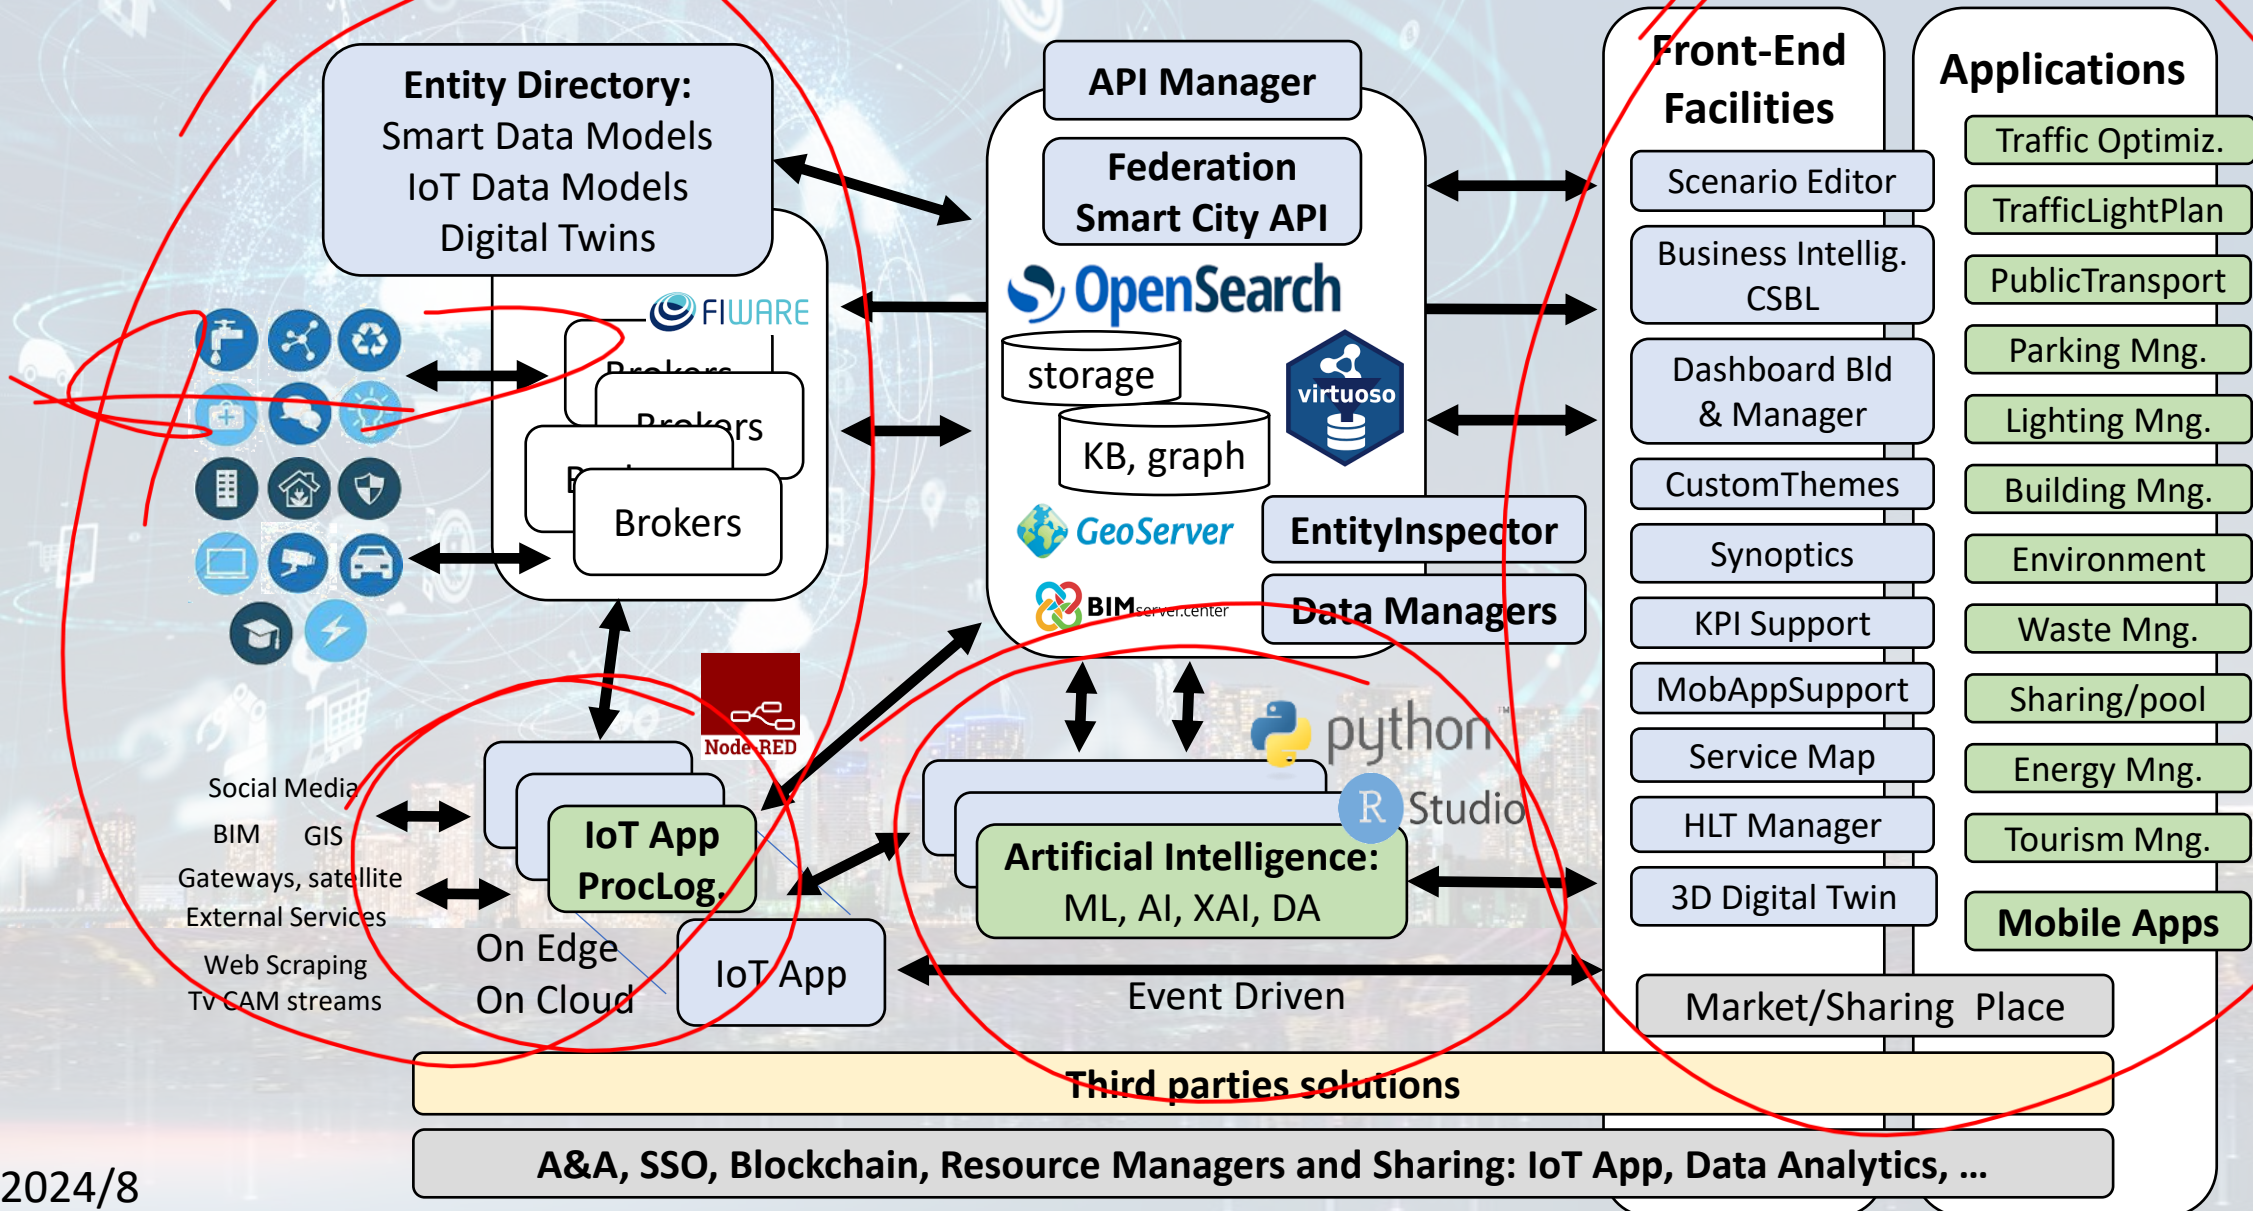 Entity Directory:
Smart Data Models
IoT Data Models
Digital Twins
FIWARE
Brokers
Brokers
Brokers
Social Media
BIM GIS
Gateways, satellite
External Services
Web Scraping
Tv CAM streams
Node-RED
IoT App
ProcLog.
On Edge
On Cloud
IoT App
API Manager
Federation
Smart City API
OpenSearch
storage
virtuoso
KB, graph
GeoServer
EntityInspector
BIMserver.center
Data Managers
python™
R Studio
Artificial Intelligence:
ML, AI, XAI, DA
Event Driven
Front-End
Facilities
Scenario Editor
Business Intellig.
CSBL
Dashboard Bld
& Manager
CustomThemes
Synoptics
KPI Support
MobAppSupport
Service Map
HLT Manager
3D Digital Twin
Applications
Traffic Optimiz.
TrafficLightPlan
PublicTransport
Parking Mng.
Lighting Mng.
Building Mng.
Environment
Waste Mng.
Sharing/pool
Energy Mng.
Tourism Mng.
Mobile Apps
Market/Sharing Place
Third parties solutions
A&A, SSO, Blockchain, Resource Managers and Sharing: IoT App, Data Analytics, ...
2024/8